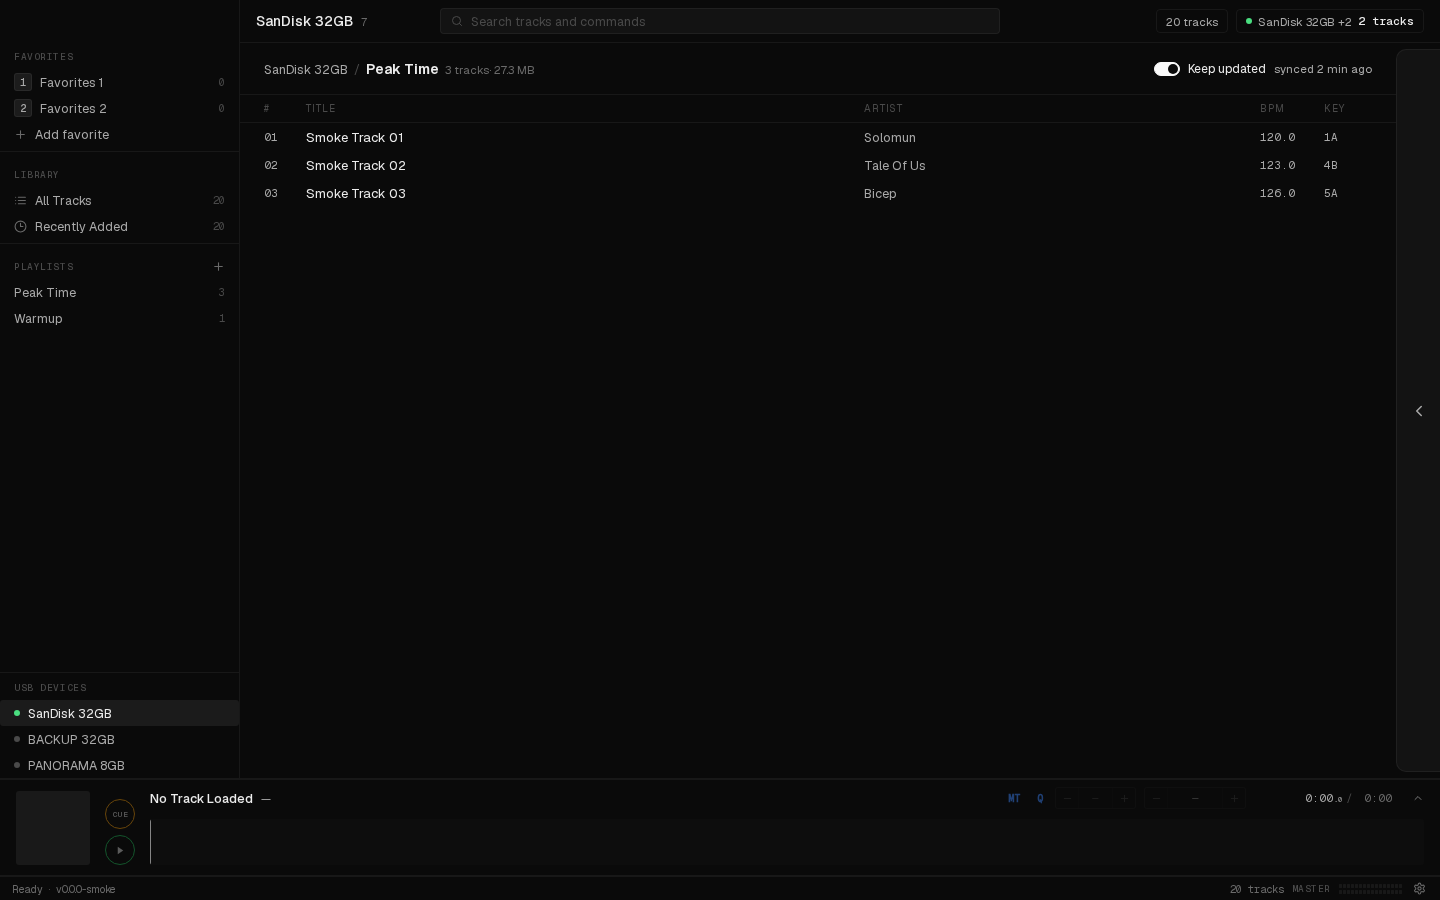 SanDisk 32GB 7
Search tracks and commands
20 tracks
SanDisk 32GB +2 2 tracks
FAVORITES
1 Favorites 1 0
2 Favorites 2 0
+ Add favorite
LIBRARY
All Tracks 20
Recently Added 20
PLAYLISTS +
Peak Time 3
Warmup 1
USB DEVICES
SanDisk 32GB
BACKUP 32GB
PANORAMA 8GB
SanDisk 32GB / Peak Time 3 tracks · 27.3 MB
Keep updated synced 2 min ago
# TITLE ARTIST BPM KEY
01 Smoke Track 01 Solomun 120.0 1A
02 Smoke Track 02 Tale Of Us 123.0 4B
03 Smoke Track 03 Bicep 126.0 5A
CUE
No Track Loaded —
MT Q − − + − − + 0:00.0 / 0:00
Ready · v0.0.0-smoke
20 tracks MASTER